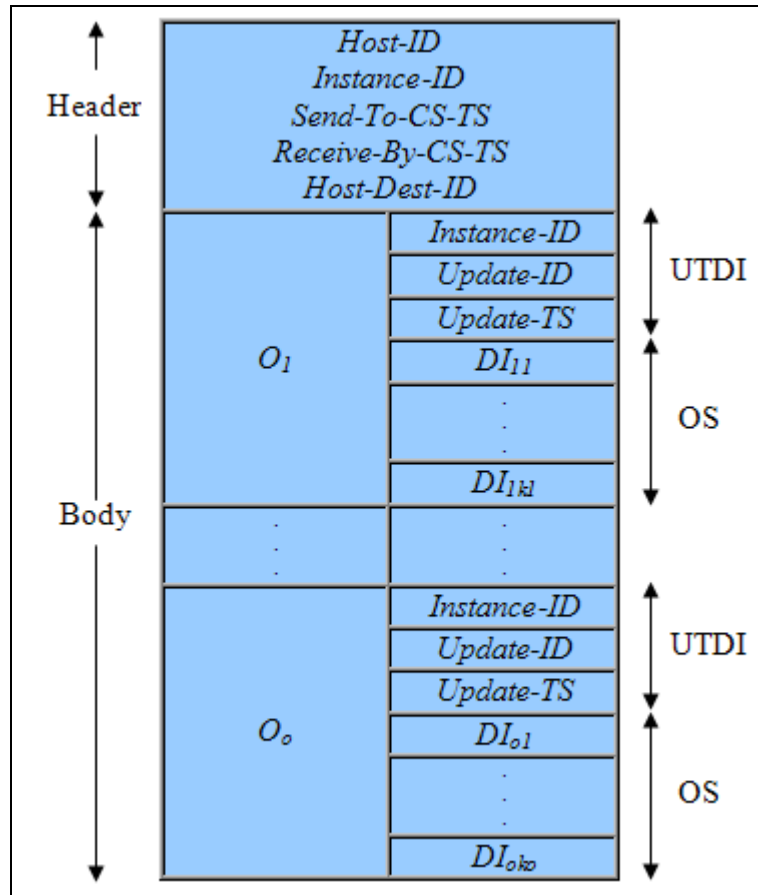 Host-ID
Instance-ID
Send-To-CS-TS
Receive-By-CS-TS
Host-Dest-ID
Header
Instance-ID
Update-ID
Update-TS
UTDI
O1
DI11
.
.
.
DI1k1
OS
Body
.
.
.
.
.
.
Instance-ID
Update-ID
Update-TS
UTDI
Oo
DIo1
.
.
.
DIoko
OS